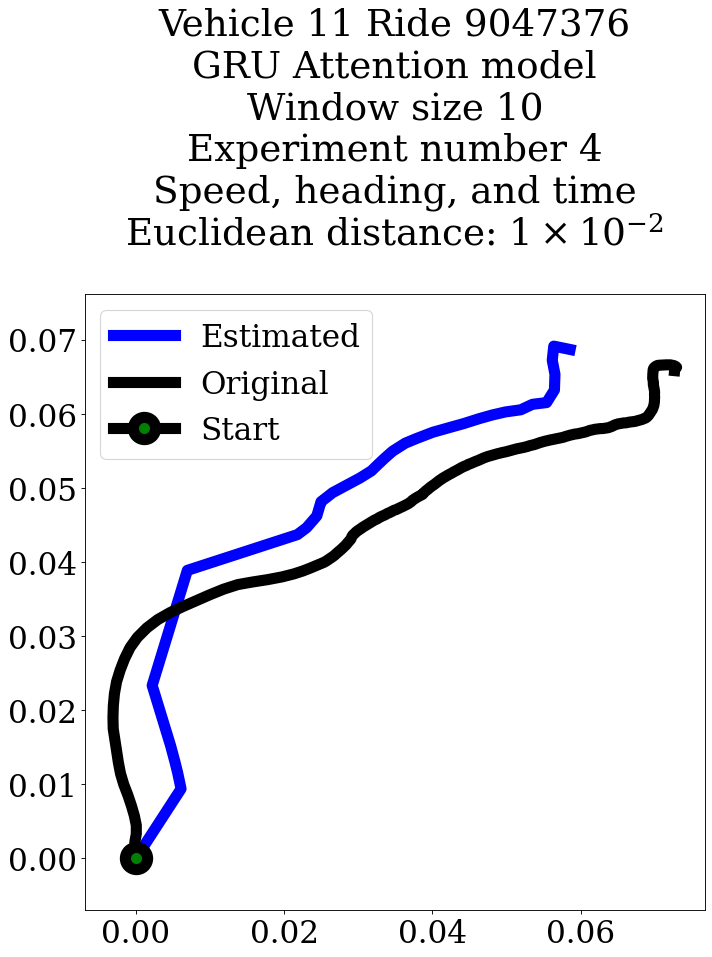 Vehicle 11 Ride 9047376
GRU Attention model
Window size 10
Experiment number 4
Speed, heading, and time
Euclidean distance: 1 × 10⁻²
Estimated
Original
Start
0.07
0.06
0.05
0.04
0.03
0.02
0.01
0.00
0.00 0.02 0.04 0.06